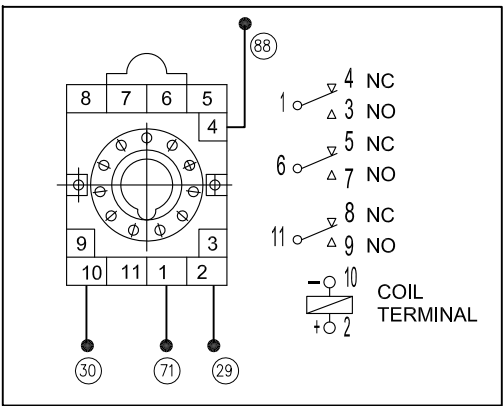 88
8 7 6 5
4
9 3
10 11 1 2
30 71 29
4 NC
1
3 NO
5 NC
6
7 NO
8 NC
11
9 NO
− 10
COIL
TERMINAL
+ 2